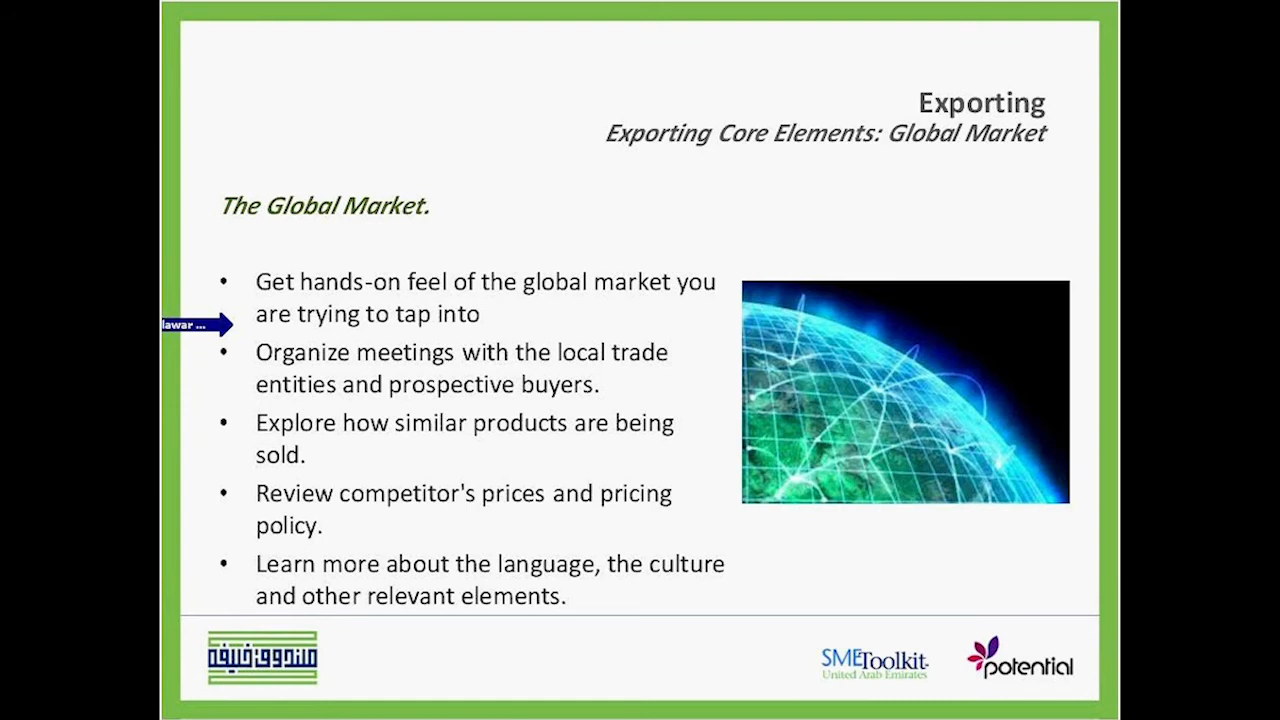 Exporting
Exporting Core Elements: Global Market
The Global Market.
• Get hands-on feel of the global market you
are trying to tap into
lawar ...
• Organize meetings with the local trade
entities and prospective buyers.
• Explore how similar products are being
sold.
• Review competitor's prices and pricing
policy.
• Learn more about the language, the culture
and other relevant elements.
صندوق خليفة
SMEToolkit
United Arab Emirates
potential